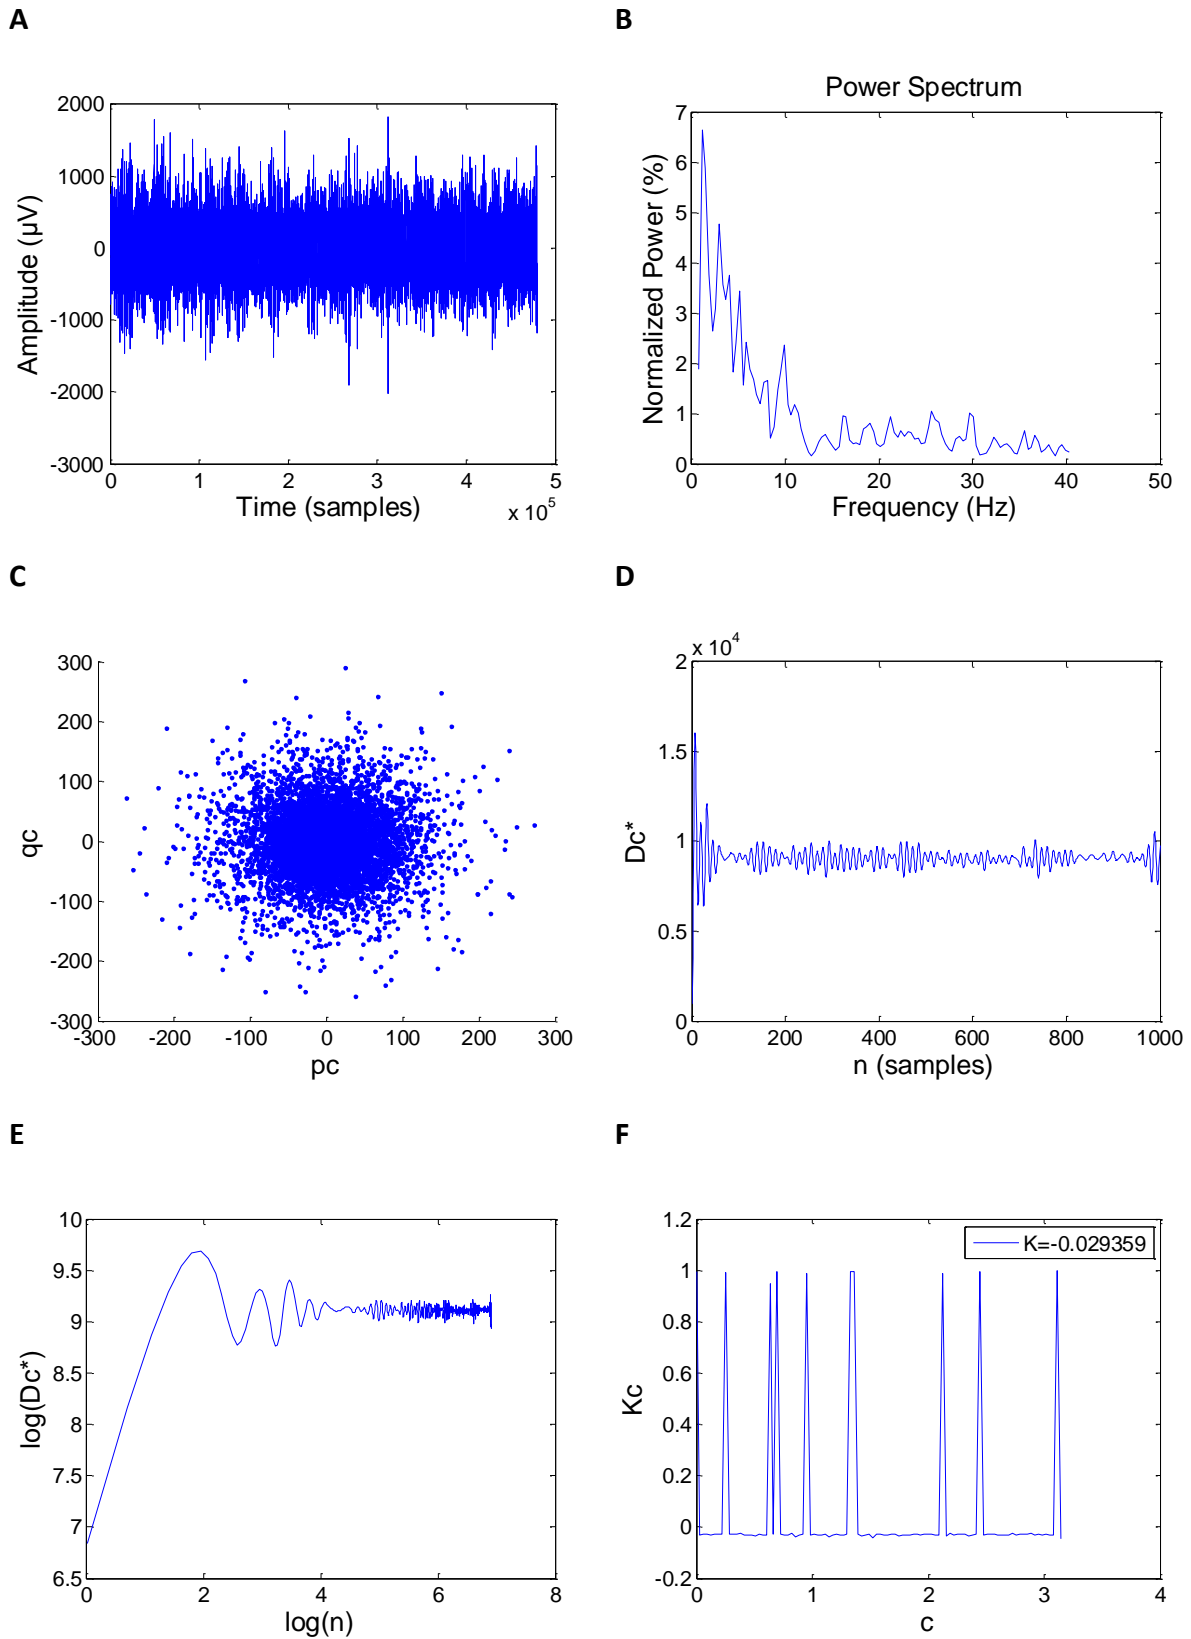 A
B
2000
1000
0
-1000
-2000
-3000
Amplitude (µV)
0 1 2 3 4 5
Time (samples)
x 10^5
Power Spectrum
7
6
5
4
3
2
1
0
Normalized Power (%)
0 10 20 30 40 50
Frequency (Hz)
C
D
300
200
100
0
-100
-200
-300
qc
-300 -200 -100 0 100 200 300
pc
x 10^4
2
1.5
1
0.5
0
Dc*
0 200 400 600 800 1000
n (samples)
E
F
10
9.5
9
8.5
8
7.5
7
6.5
log(Dc*)
0 2 4 6 8
log(n)
1.2
1
0.8
0.6
0.4
0.2
0
-0.2
Kc
K=-0.029359
0 1 2 3 4
c